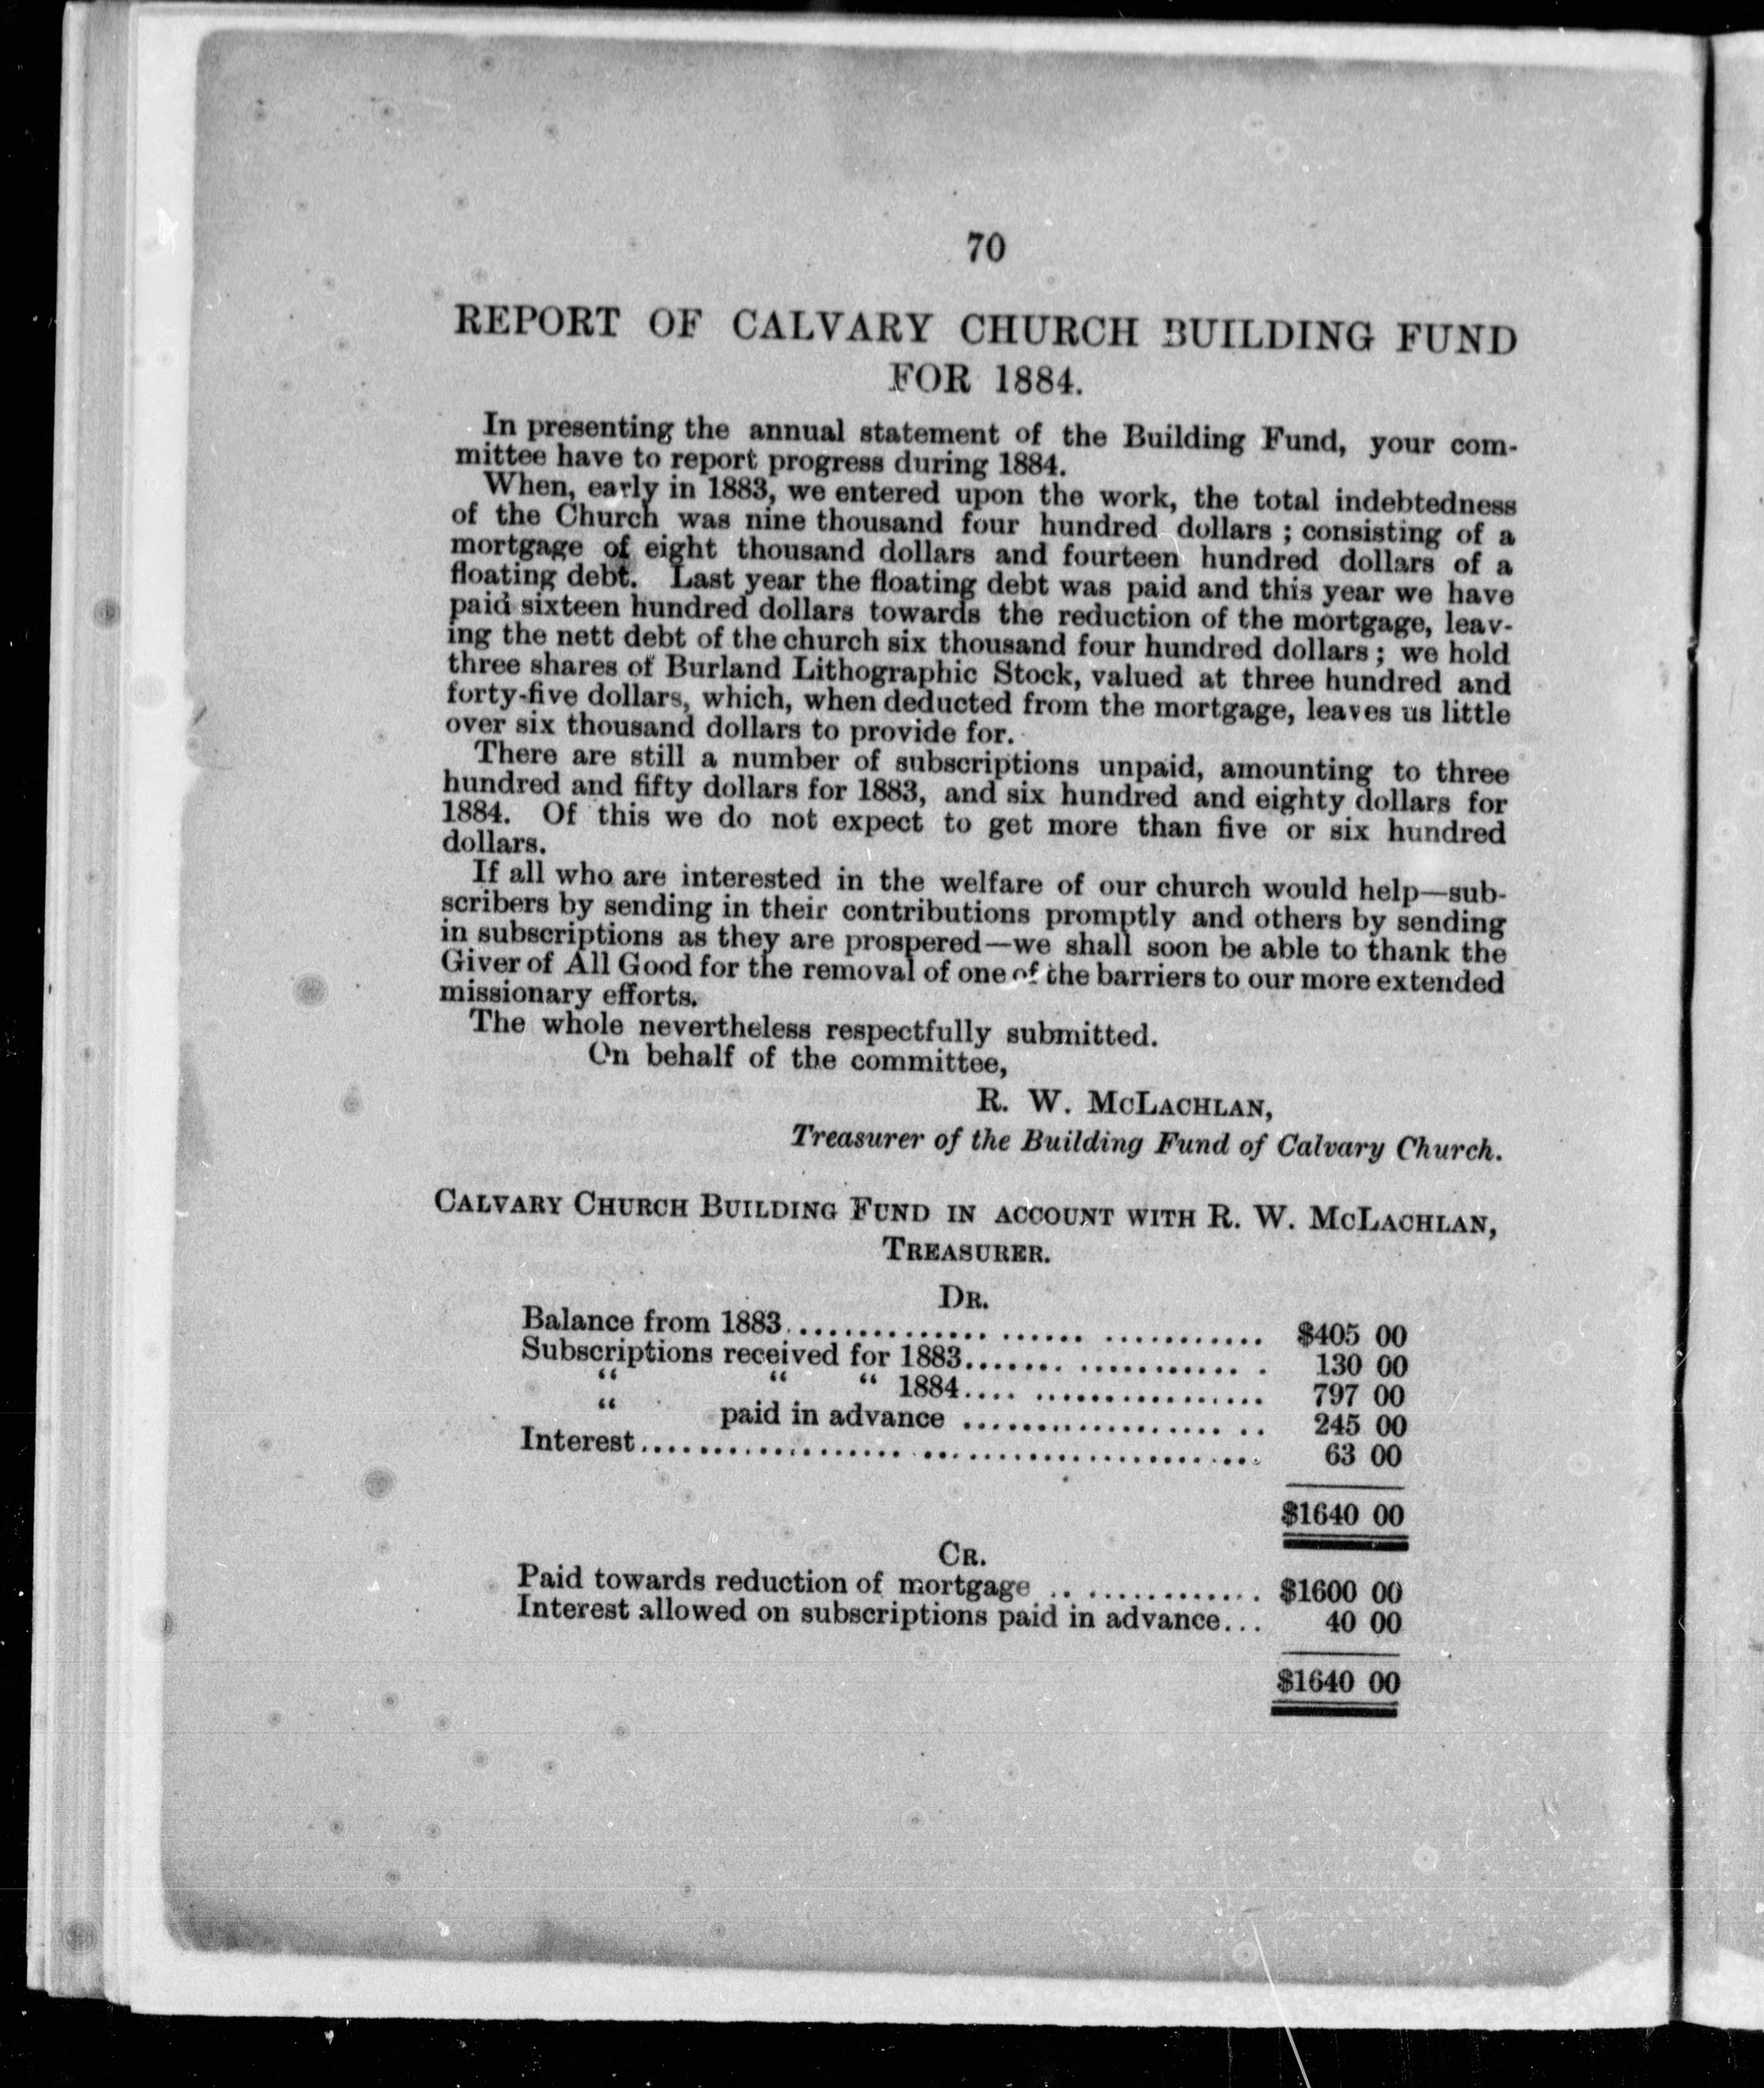 70
REPORT OF CALVARY CHURCH BUILDING FUND
FOR 1884.
In presenting the annual statement of the Building Fund, your com-
mittee have to report progress during 1884.
When, early in 1883, we entered upon the work, the total indebtedness
of the Church was nine thousand four hundred dollars ; consisting of a
mortgage of eight thousand dollars and fourteen hundred dollars of a
floating debt. Last year the floating debt was paid and this year we have
paid sixteen hundred dollars towards the reduction of the mortgage, leav-
ing the nett debt of the church six thousand four hundred dollars ; we hold
three shares of Burland Lithographic Stock, valued at three hundred and
forty-five dollars, which, when deducted from the mortgage, leaves us little
over six thousand dollars to provide for.
There are still a number of subscriptions unpaid, amounting to three
hundred and fifty dollars for 1883, and six hundred and eighty dollars for
1884. Of this we do not expect to get more than five or six hundred
dollars.
If all who are interested in the welfare of our church would help—sub-
scribers by sending in their contributions promptly and others by sending
in subscriptions as they are prospered—we shall soon be able to thank the
Giver of All Good for the removal of one of the barriers to our more extended
missionary efforts.
The whole nevertheless respectfully submitted.
On behalf of the committee,
R. W. McLACHLAN,
Treasurer of the Building Fund of Calvary Church.
CALVARY CHURCH BUILDING FUND IN ACCOUNT WITH R. W. McLACHLAN,
TREASURER.
DR.
Balance from 1883.................................... $405 00
Subscriptions received for 1883..................... 130 00
“ “ “ 1884.................... 797 00
“ paid in advance ..................... 245 00
Interest............................................. 63 00
$1640 00
CR.
Paid towards reduction of mortgage .............. $1600 00
Interest allowed on subscriptions paid in advance... 40 00
$1640 00